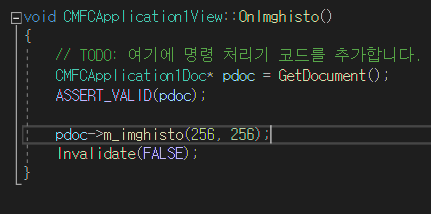 void CMFCApplication1View::OnImghisto()
{
// TODO: 여기에 명령 처리기 코드를 추가합니다.
CMFCApplication1Doc* pdoc = GetDocument();
ASSERT_VALID(pdoc);
pdoc->m_imghisto(256, 256);
Invalidate(FALSE);
}